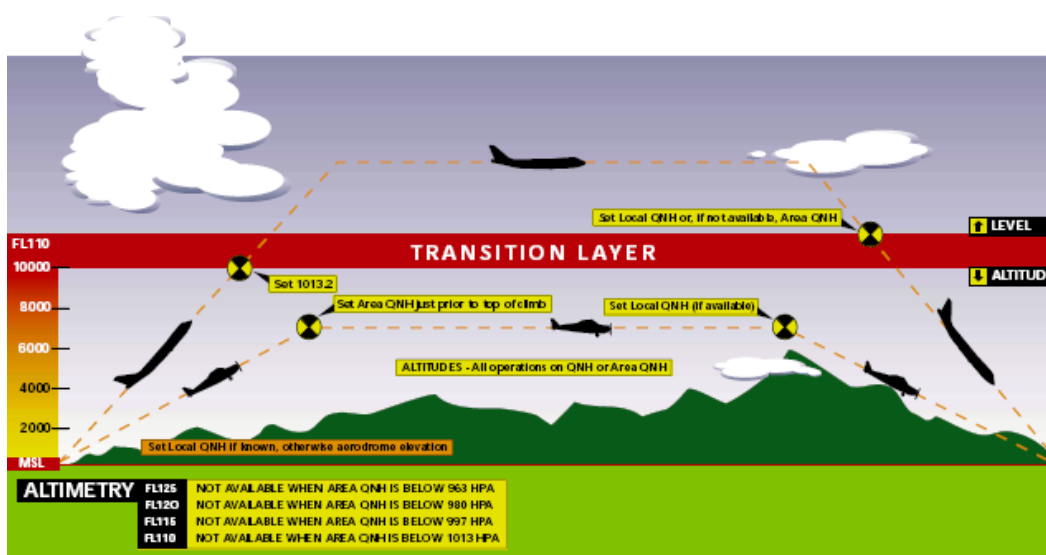 Set Local QNH or, if not available, Area QNH
LEVEL
FL110
TRANSITION LAYER
10000
ALTITUD
Set 1013.2
8000
Set Area QNH just prior to top of climb
Set Local QNH (if available)
6000
ALTITUDES - All operations on QNH or Area QNH
4000
2000
Set Local QNH if known, otherwise aerodrome elevation
MSL
ALTIMETRY
FL125 NOT AVAILABLE WHEN AREA QNH IS BELOW 963 HPA
FL120 NOT AVAILABLE WHEN AREA QNH IS BELOW 980 HPA
FL115 NOT AVAILABLE WHEN AREA QNH IS BELOW 997 HPA
FL110 NOT AVAILABLE WHEN AREA QNH IS BELOW 1013 HPA